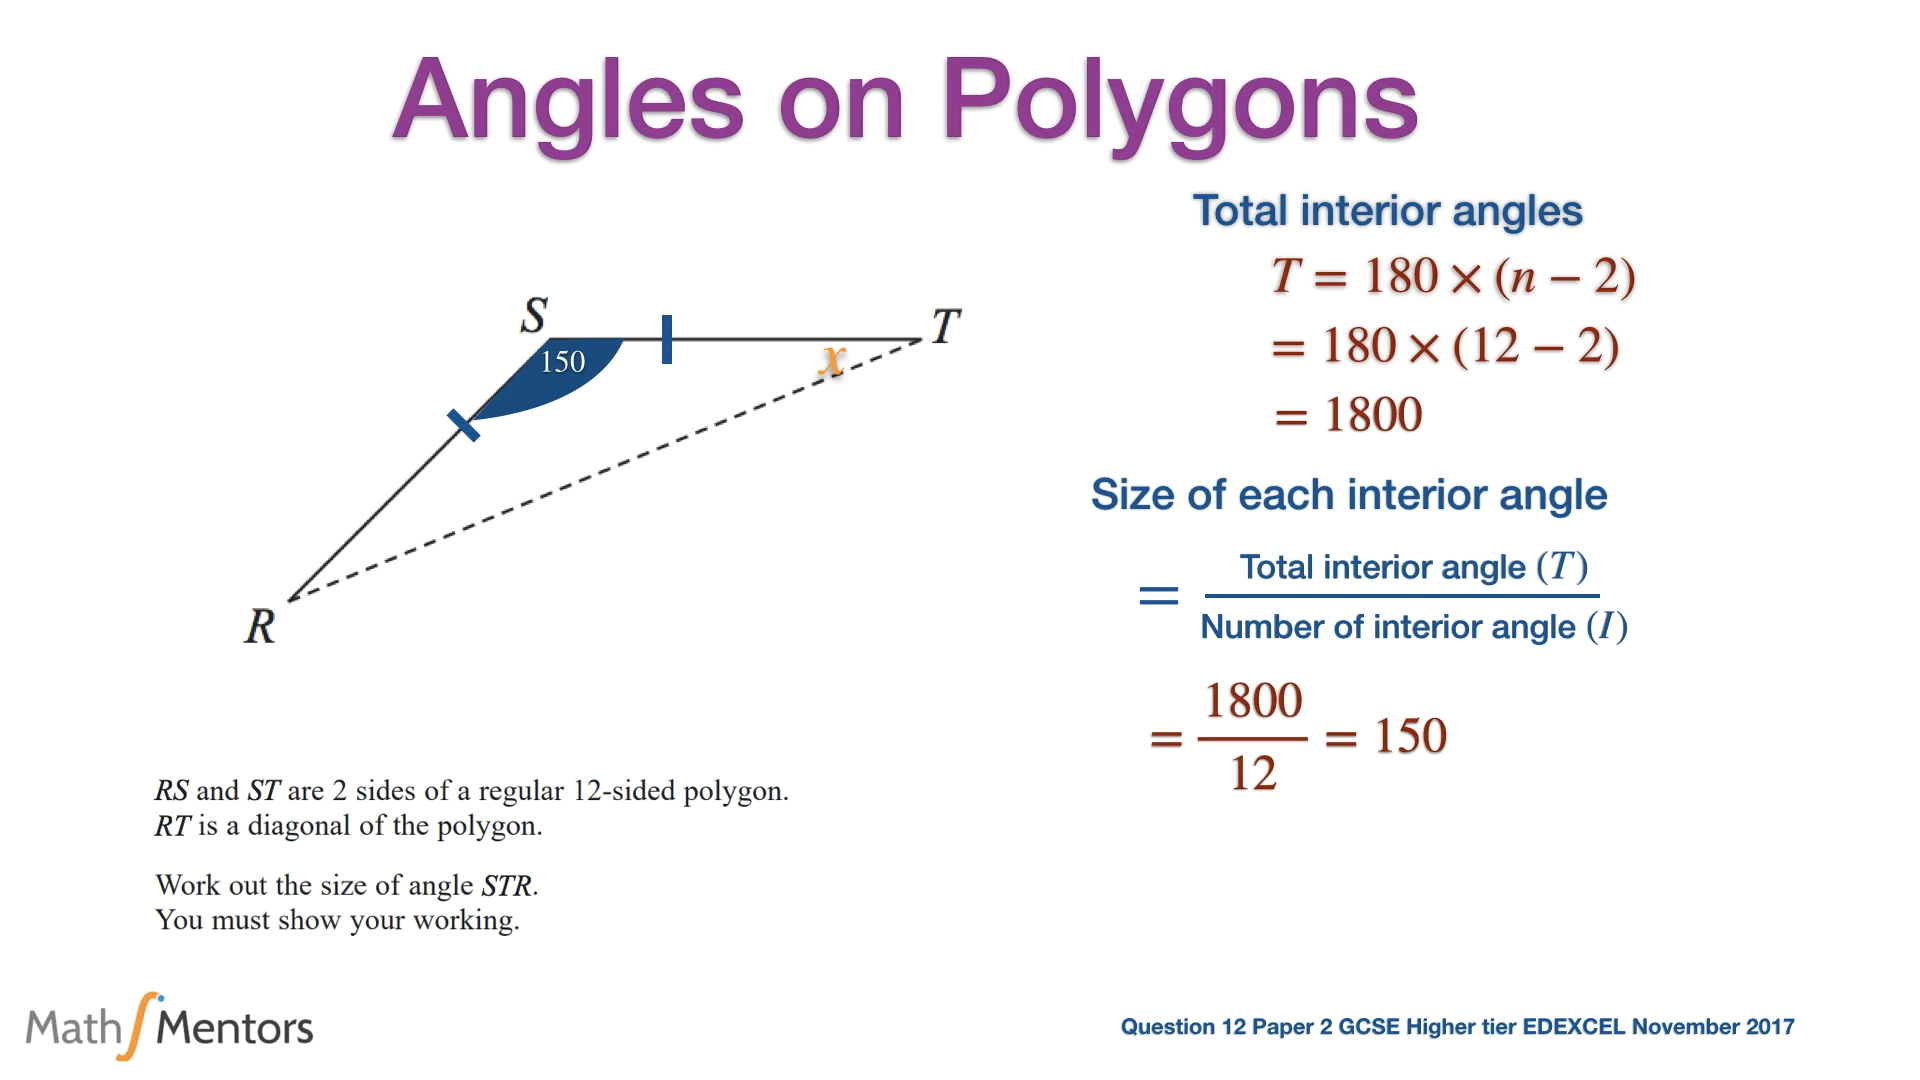 Angles on Polygons
Total interior angles
T = 180 × (n − 2)
= 180 × (12 − 2)
= 1800
S
T
150
x
R
Size of each interior angle
= Total interior angle (T)
Number of interior angle (I)
= 1800
12
= 150
RS and ST are 2 sides of a regular 12-sided polygon.
RT is a diagonal of the polygon.
Work out the size of angle STR.
You must show your working.
Math Mentors
Question 12 Paper 2 GCSE Higher tier EDEXCEL November 2017